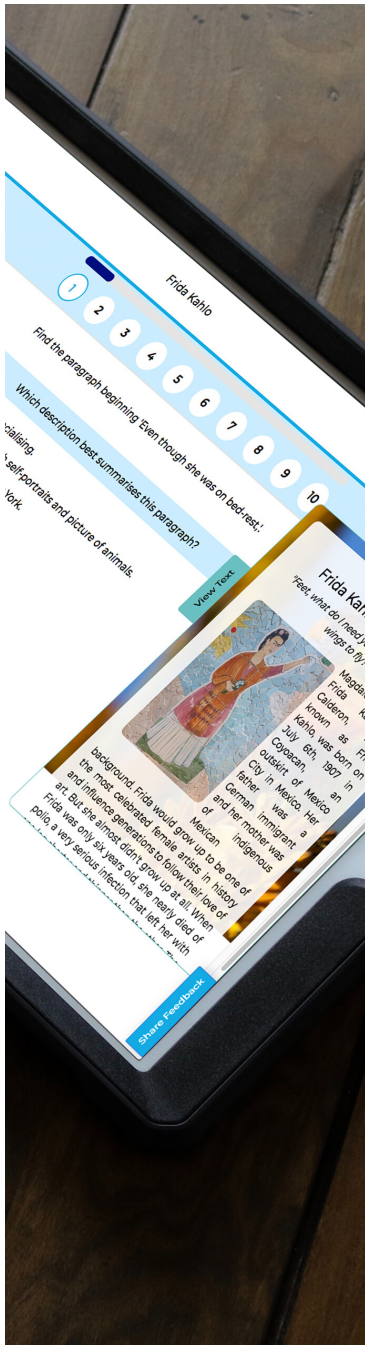 Frida Kahlo
1 2 3 4 5 6 7 8 9 10
Find the paragraph beginning 'Even though she was on bed-rest,'.
Which description best summarises this paragraph?
cialising.
self-portraits and picture of animals.
York.
View Text
Frida Kah
"Feet, what do I need y
wings to fly?
Magdal
Frida
Calderon,
known as Fri
Kahlo, was born on
July 6th, 1907 in
Coyoacan, an
outskirt of Mexico
City in Mexico. Her
father was a
German immigrant
and her mother was
of Mexican indigenous
background. Frida would grow up to be one of
the most celebrated female artists in history
and influence generations to follow their love of
art. But she almost didn't grow up at all. When
Frida was only six years old, she nearly died of
polio, a very serious infection that left her with
Share Feedback